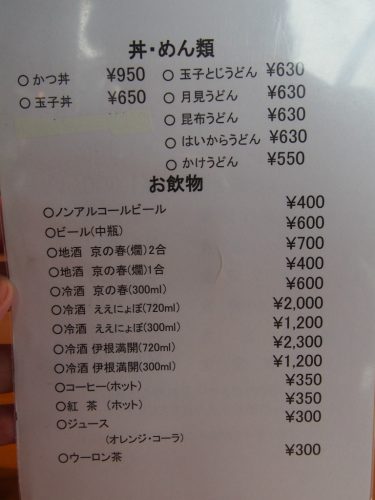 丼・めん類
○ かつ丼 ¥950
○ 玉子丼 ¥650
○ 玉子とじうどん ¥630
○ 月見うどん ¥630
○ 昆布うどん ¥630
○ はいからうどん ¥630
○ かけうどん ¥550
お飲物
○ノンアルコールビール ¥400
○ビール(中瓶) ¥600
○地酒 京の春(燗)2合 ¥700
○地酒 京の春(燗)1合 ¥400
○冷酒 京の春(300ml) ¥600
○冷酒 ええにょぼ(720ml) ¥2,000
○冷酒 ええにょぼ(300ml) ¥1,200
○冷酒 伊根満開(720ml) ¥2,300
○冷酒 伊根満開(300ml) ¥1,200
○コーヒー(ホット) ¥350
○紅 茶 (ホット) ¥350
○ジュース ¥300
(オレンジ・コーラ)
○ウーロン茶 ¥300